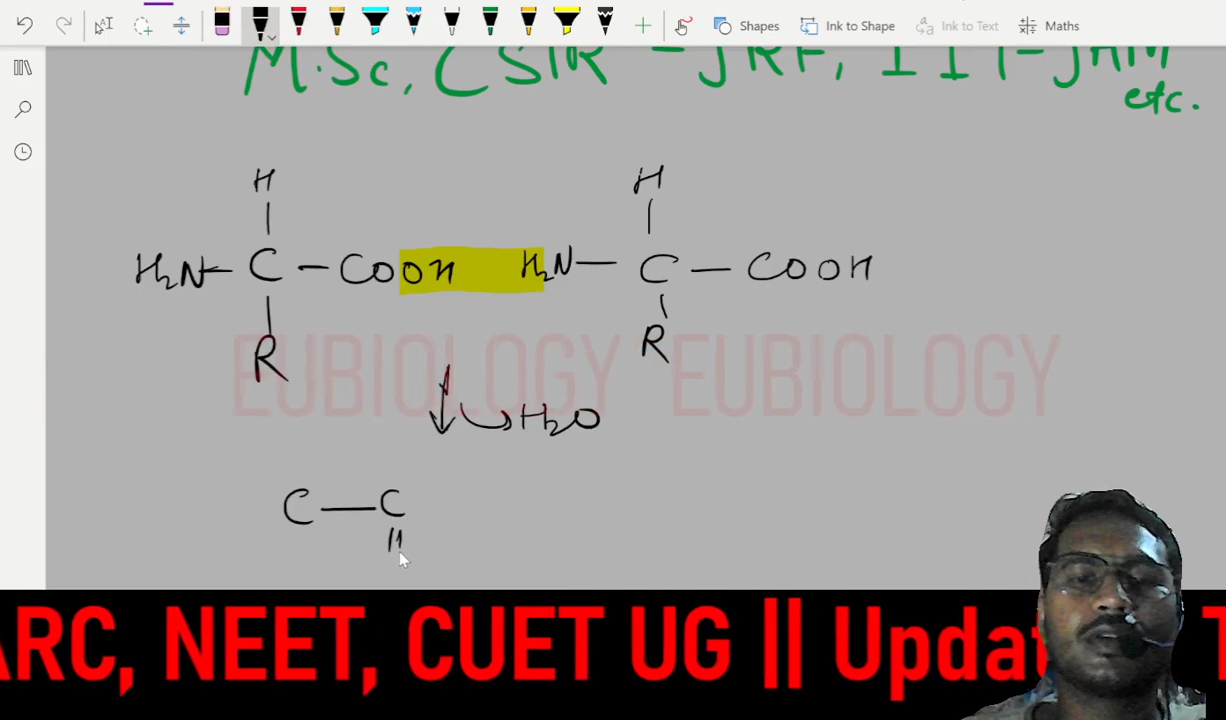 Shapes Ink to Shape Ink to Text Maths
M.Sc, CSIR-JRF, IIT-JAM
etc.
H H
H₂N-C-COOH H₂N-C-COOH
R R
EUBIOLOGY EUBIOLOGY
H₂O
C-C
ARC, NEET, CUET UG || Updat T